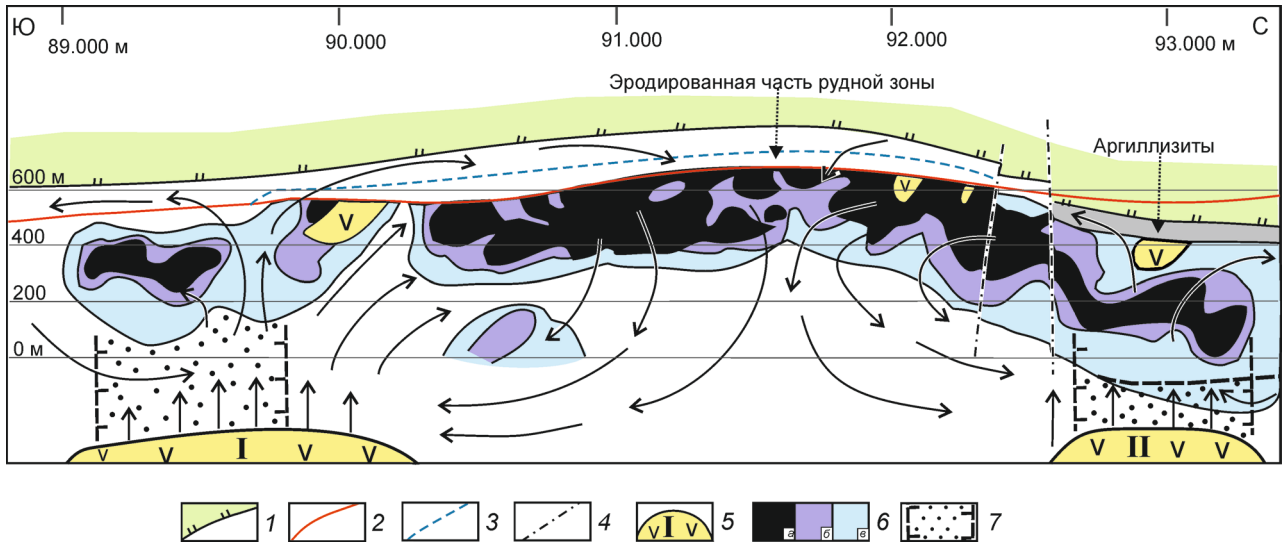 Ю
С
89.000 м
90.000
91.000
92.000
93.000 м
Эродированная часть рудной зоны
Аргиллизиты
600 м
400
200
0 м
V
V
V
V
V
V
I
V
V
V
V
II
V
1
2
3
4
V I V
5
а
б
в
6
7